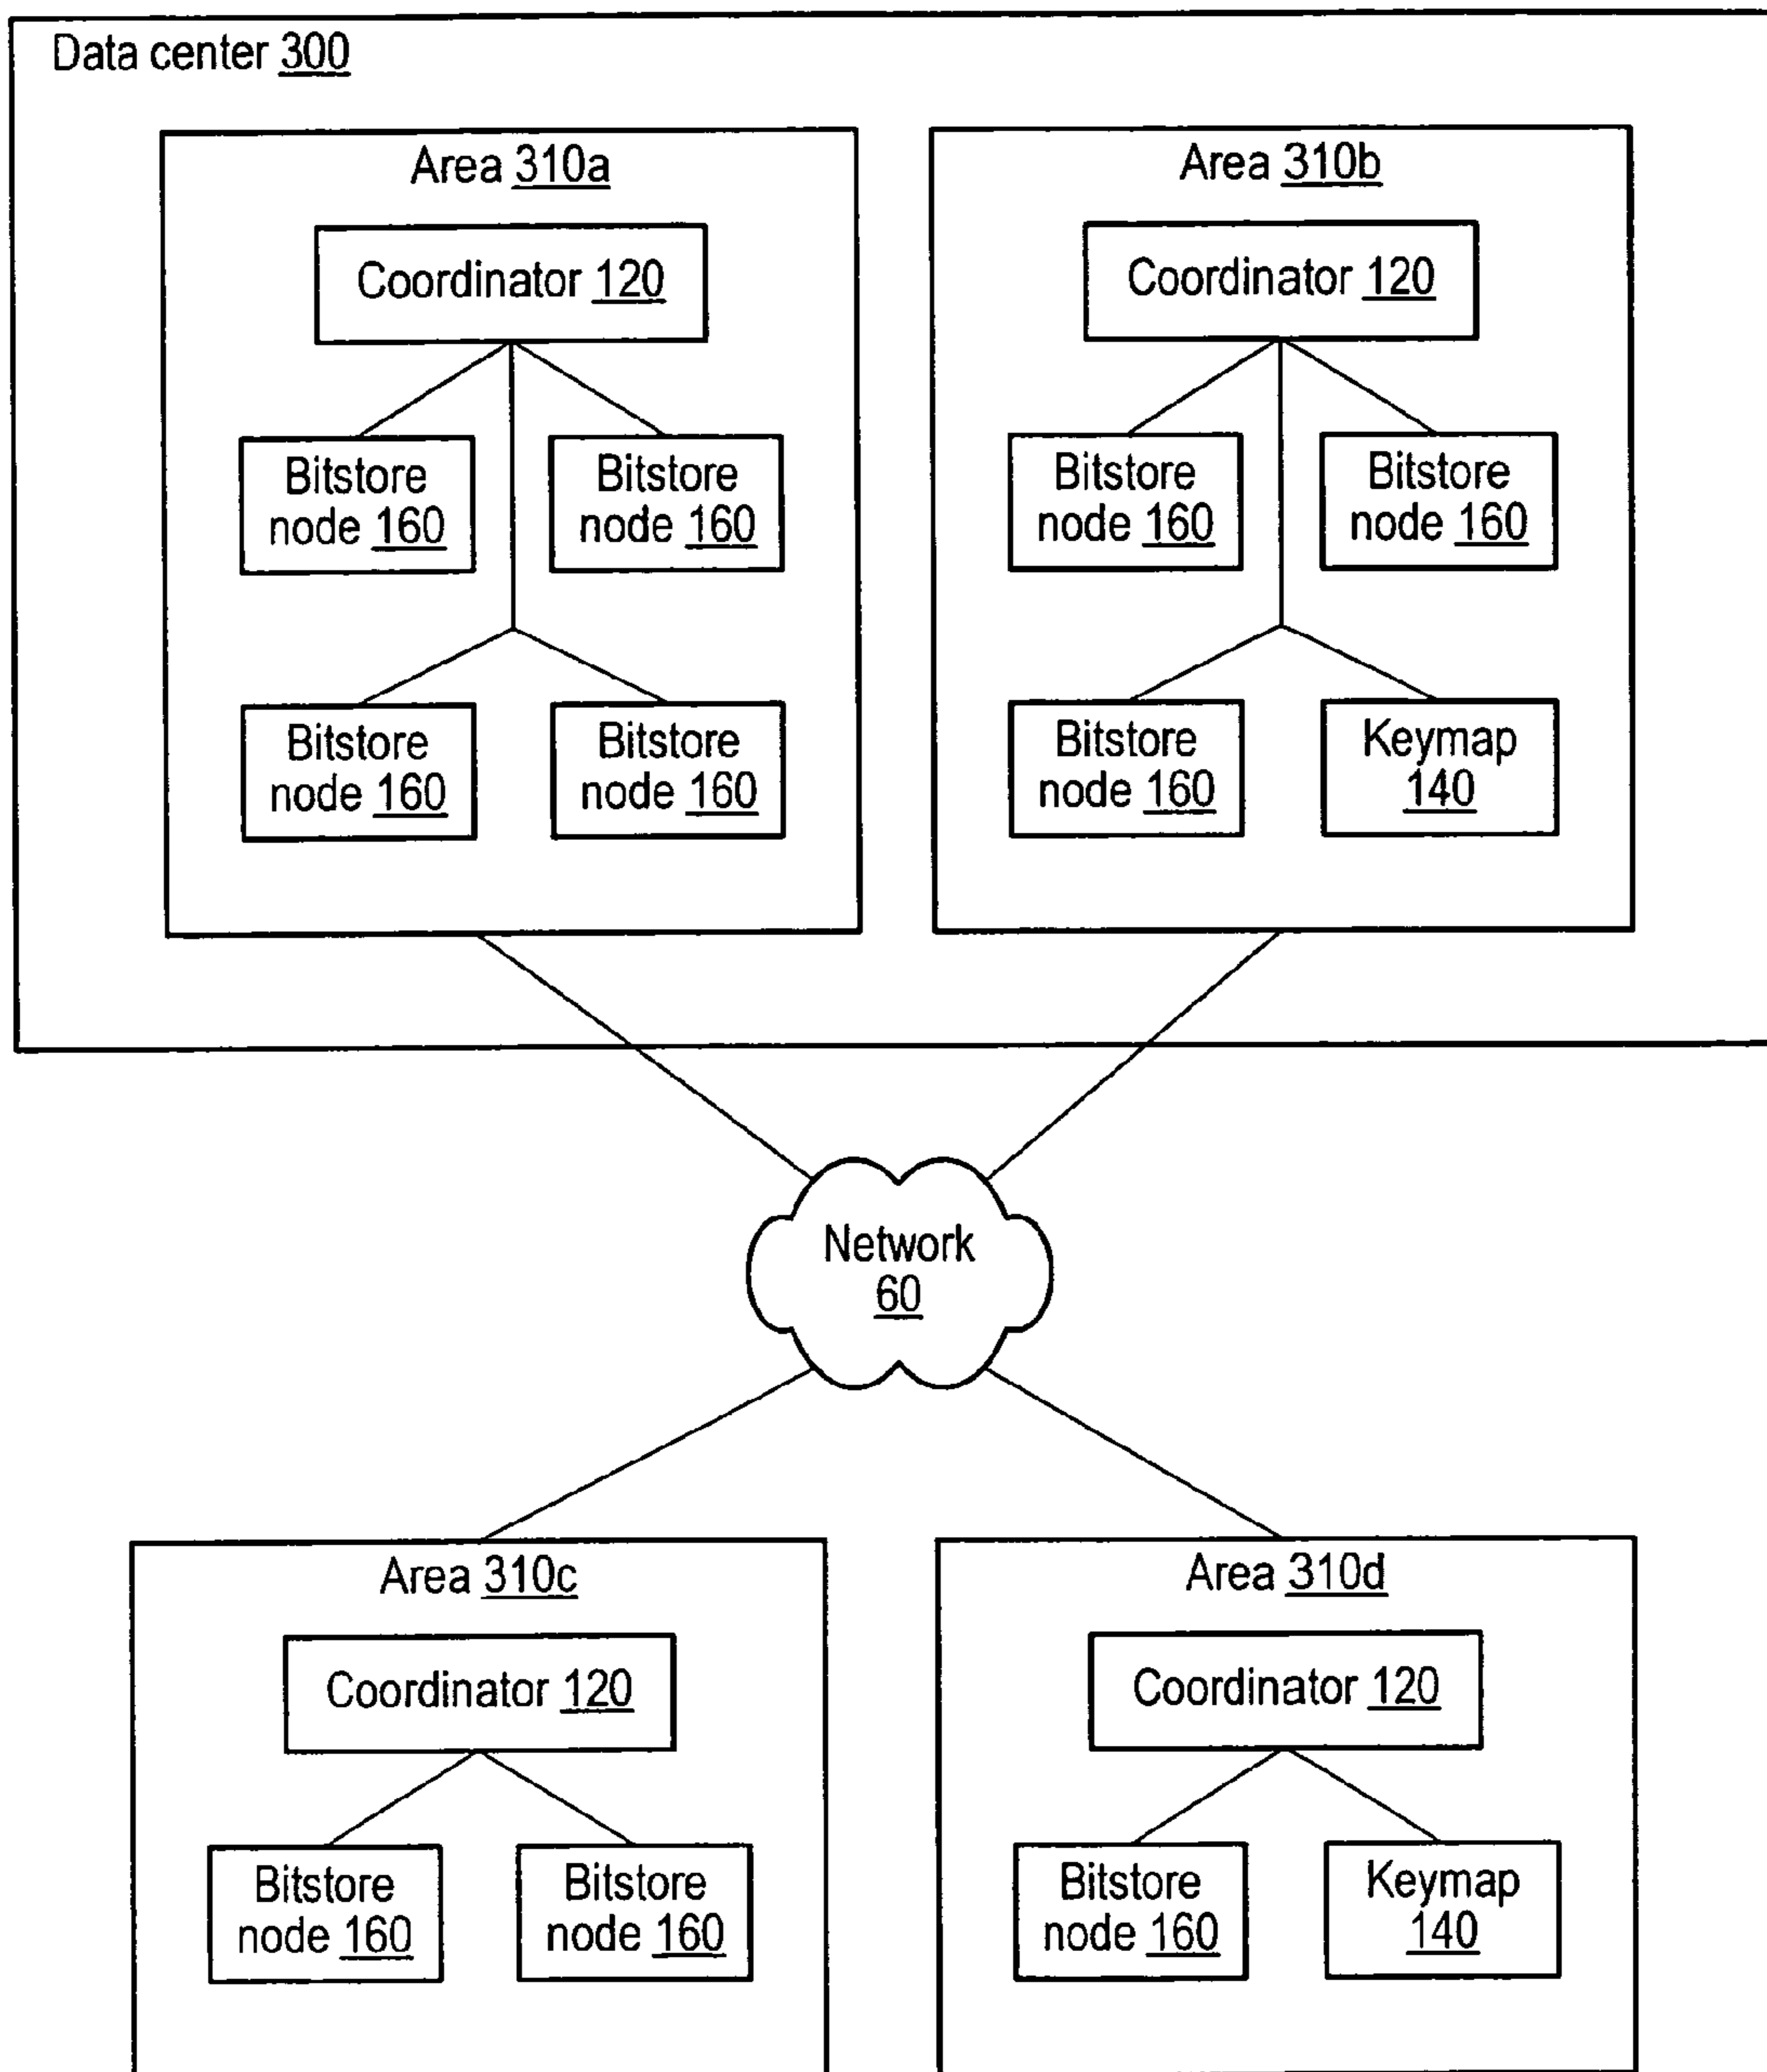 Data center 300
Area 310a
Coordinator 120
Bitstore
node 160
Bitstore
node 160
Bitstore
node 160
Bitstore
node 160
Area 310b
Coordinator 120
Bitstore
node 160
Bitstore
node 160
Bitstore
node 160
Keymap
140
Network
60
Area 310c
Coordinator 120
Bitstore
node 160
Bitstore
node 160
Area 310d
Coordinator 120
Bitstore
node 160
Keymap
140